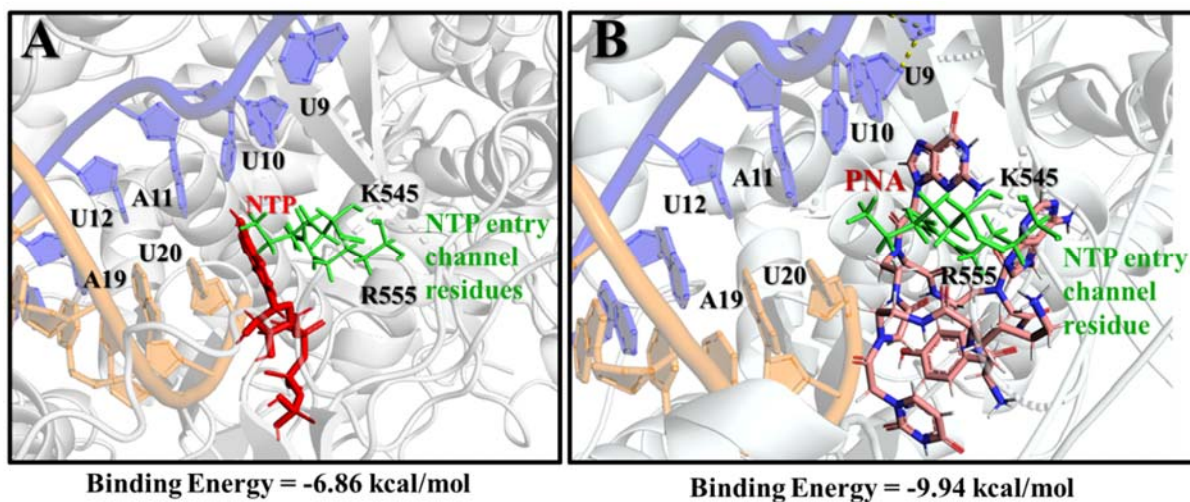 A
U9
U10
A11
U12
NTP
K545
NTP entry
channel
residues
R555
U20
A19
Binding Energy = -6.86 kcal/mol
B
U9
U10
A11
U12
PNA
K545
R555
NTP entry
channel
residue
U20
A19
Binding Energy = -9.94 kcal/mol